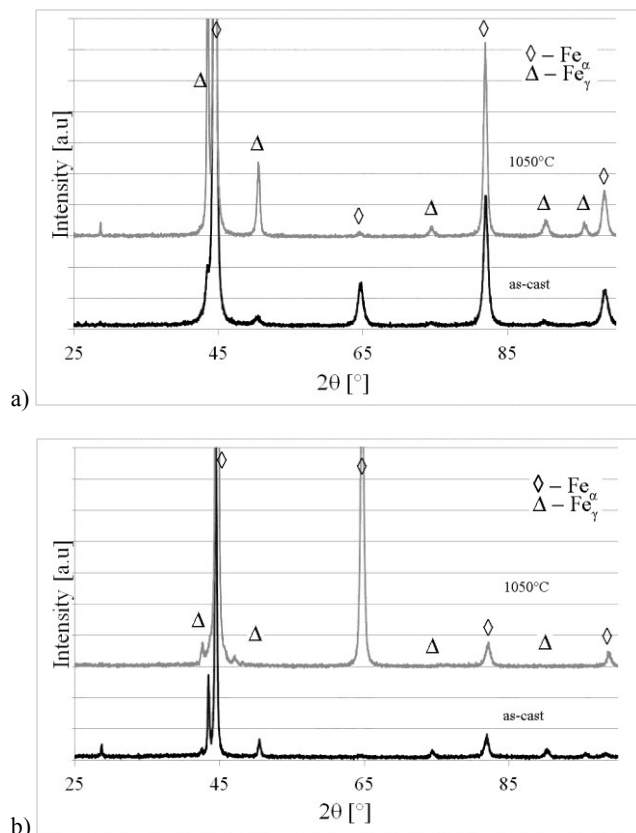 ◊ – Feα
Δ – Feγ
1050°C
as-cast
Intensity [a.u]
25 45 65 85
2θ [°]
a)
◊ – Feα
Δ – Feγ
1050°C
as-cast
Intensity [a.u]
25 45 65 85
2θ [°]
b)